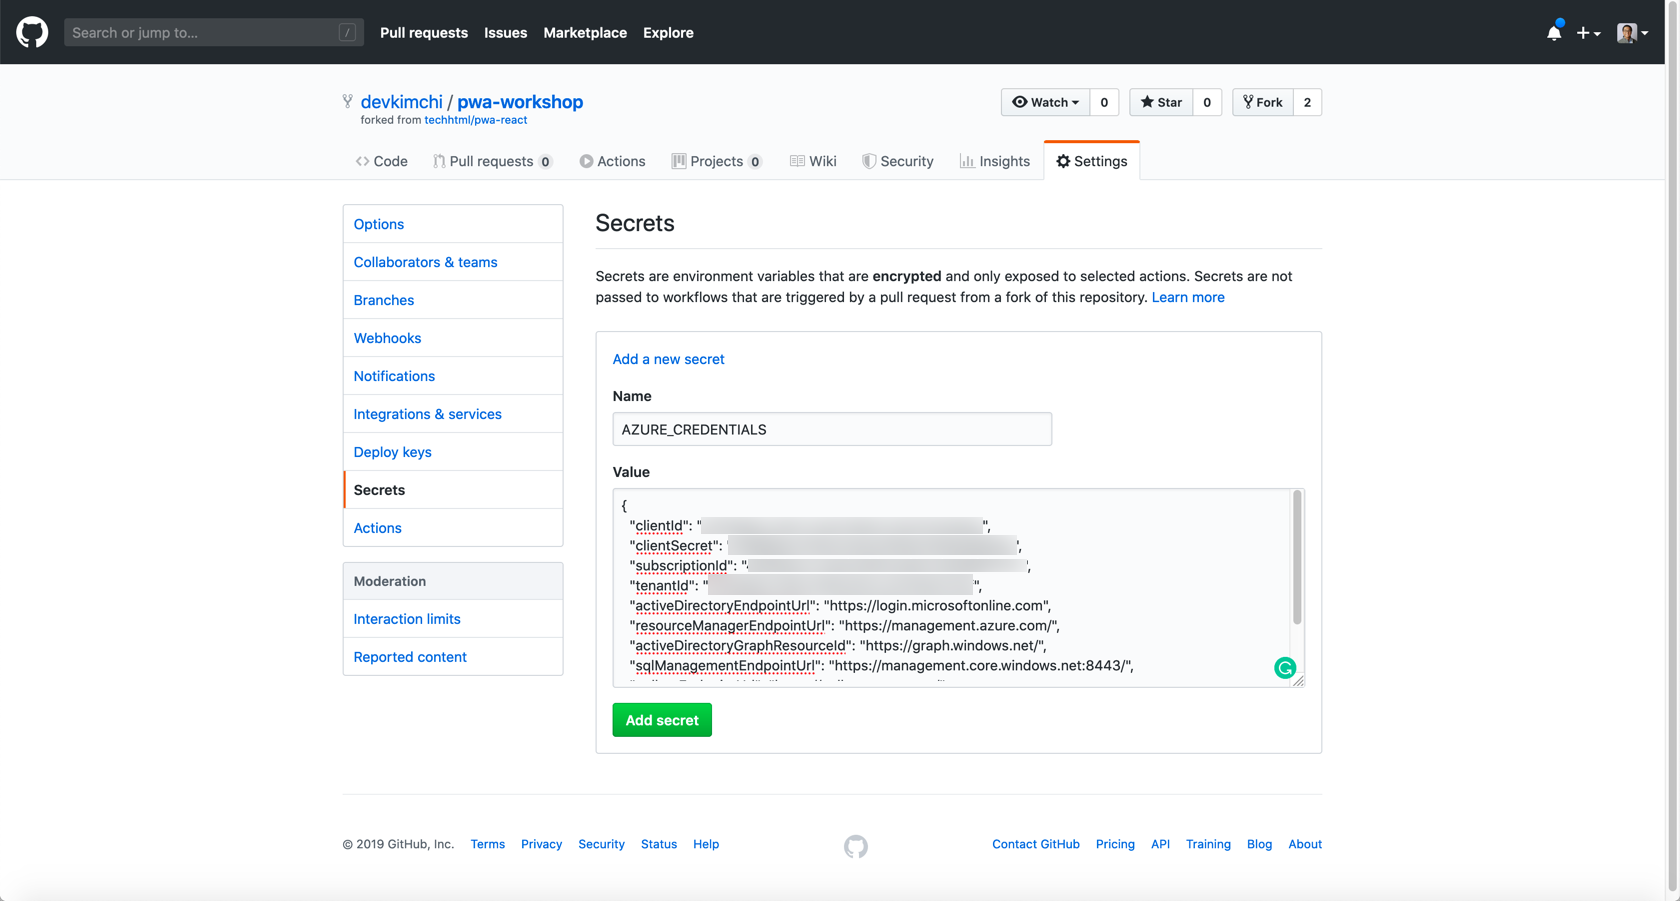 Search or jump to... /
Pull requests Issues Marketplace Explore
devkimchi / pwa-workshop
forked from techhtml/pwa-react
Watch 0 Star 0 Fork 2
Code Pull requests 0 Actions Projects 0 Wiki Security Insights Settings
Options
Collaborators & teams
Branches
Webhooks
Notifications
Integrations & services
Deploy keys
Secrets
Actions
Moderation
Interaction limits
Reported content
Secrets
Secrets are environment variables that are encrypted and only exposed to selected actions. Secrets are not
passed to workflows that are triggered by a pull request from a fork of this repository. Learn more
Add a new secret
Name
AZURE_CREDENTIALS
Value
{
"clientId": "",
"clientSecret": ",
"subscriptionId": "",
"tenantId": "",
"activeDirectoryEndpointUrl": "https://login.microsoftonline.com",
"resourceManagerEndpointUrl": "https://management.azure.com/",
"activeDirectoryGraphResourceId": "https://graph.windows.net/",
"sqlManagementEndpointUrl": "https://management.core.windows.net:8443/",
Add secret
© 2019 GitHub, Inc. Terms Privacy Security Status Help
Contact GitHub Pricing API Training Blog About